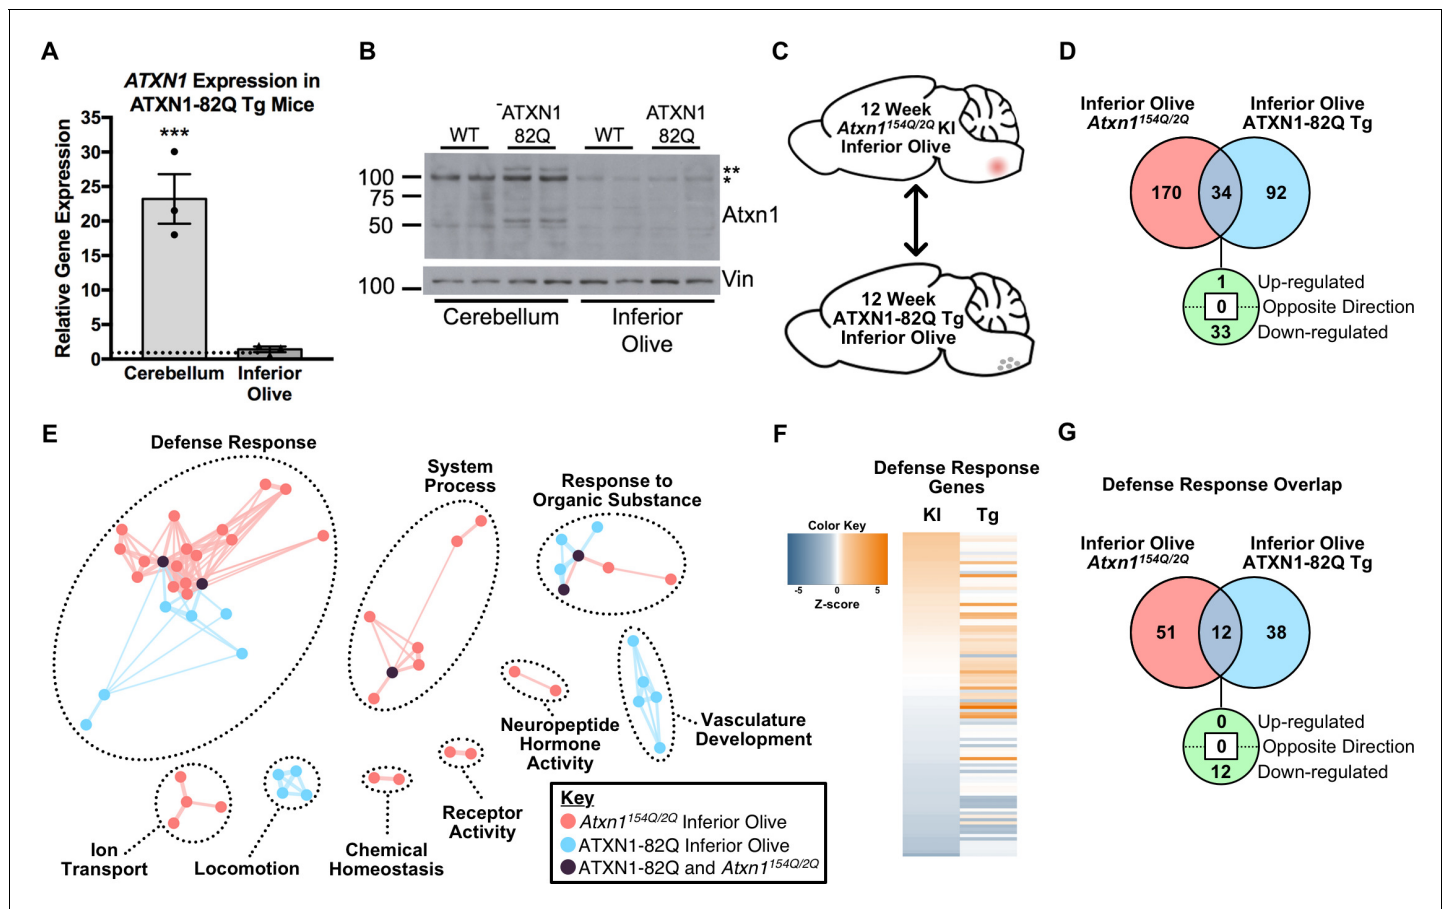 A
ATXN1 Expression in
ATXN1-82Q Tg Mice
Relative Gene Expression
35
30
25
20
15
10
5
0
***
Cerebellum
Inferior
Olive
B
WT
ATXN1
82Q
WT
ATXN1
82Q
100
75
50
100
**
*
Atxn1
Vin
Cerebellum
Inferior
Olive
C
12 Week
Atxn1154Q/2Q KI
Inferior Olive
12 Week
ATXN1-82Q Tg
Inferior Olive
D
Inferior Olive
Atxn1154Q/2Q
Inferior Olive
ATXN1-82Q Tg
170
34
92
1 Up-regulated
0 Opposite Direction
33 Down-regulated
E
Defense Response
System
Process
Response to
Organic Substance
Neuropeptide
Hormone
Activity
Vasculature
Development
Receptor
Activity
Ion
Transport
Locomotion
Chemical
Homeostasis
Key
Atxn1154Q/2Q Inferior Olive
ATXN1-82Q Inferior Olive
ATXN1-82Q and Atxn1154Q/2Q
F
Defense Response
Genes
KI Tg
Color Key
-5 0 5
Z-score
G
Defense Response Overlap
Inferior Olive
Atxn1154Q/2Q
Inferior Olive
ATXN1-82Q Tg
51
12
38
0 Up-regulated
0 Opposite Direction
12 Down-regulated